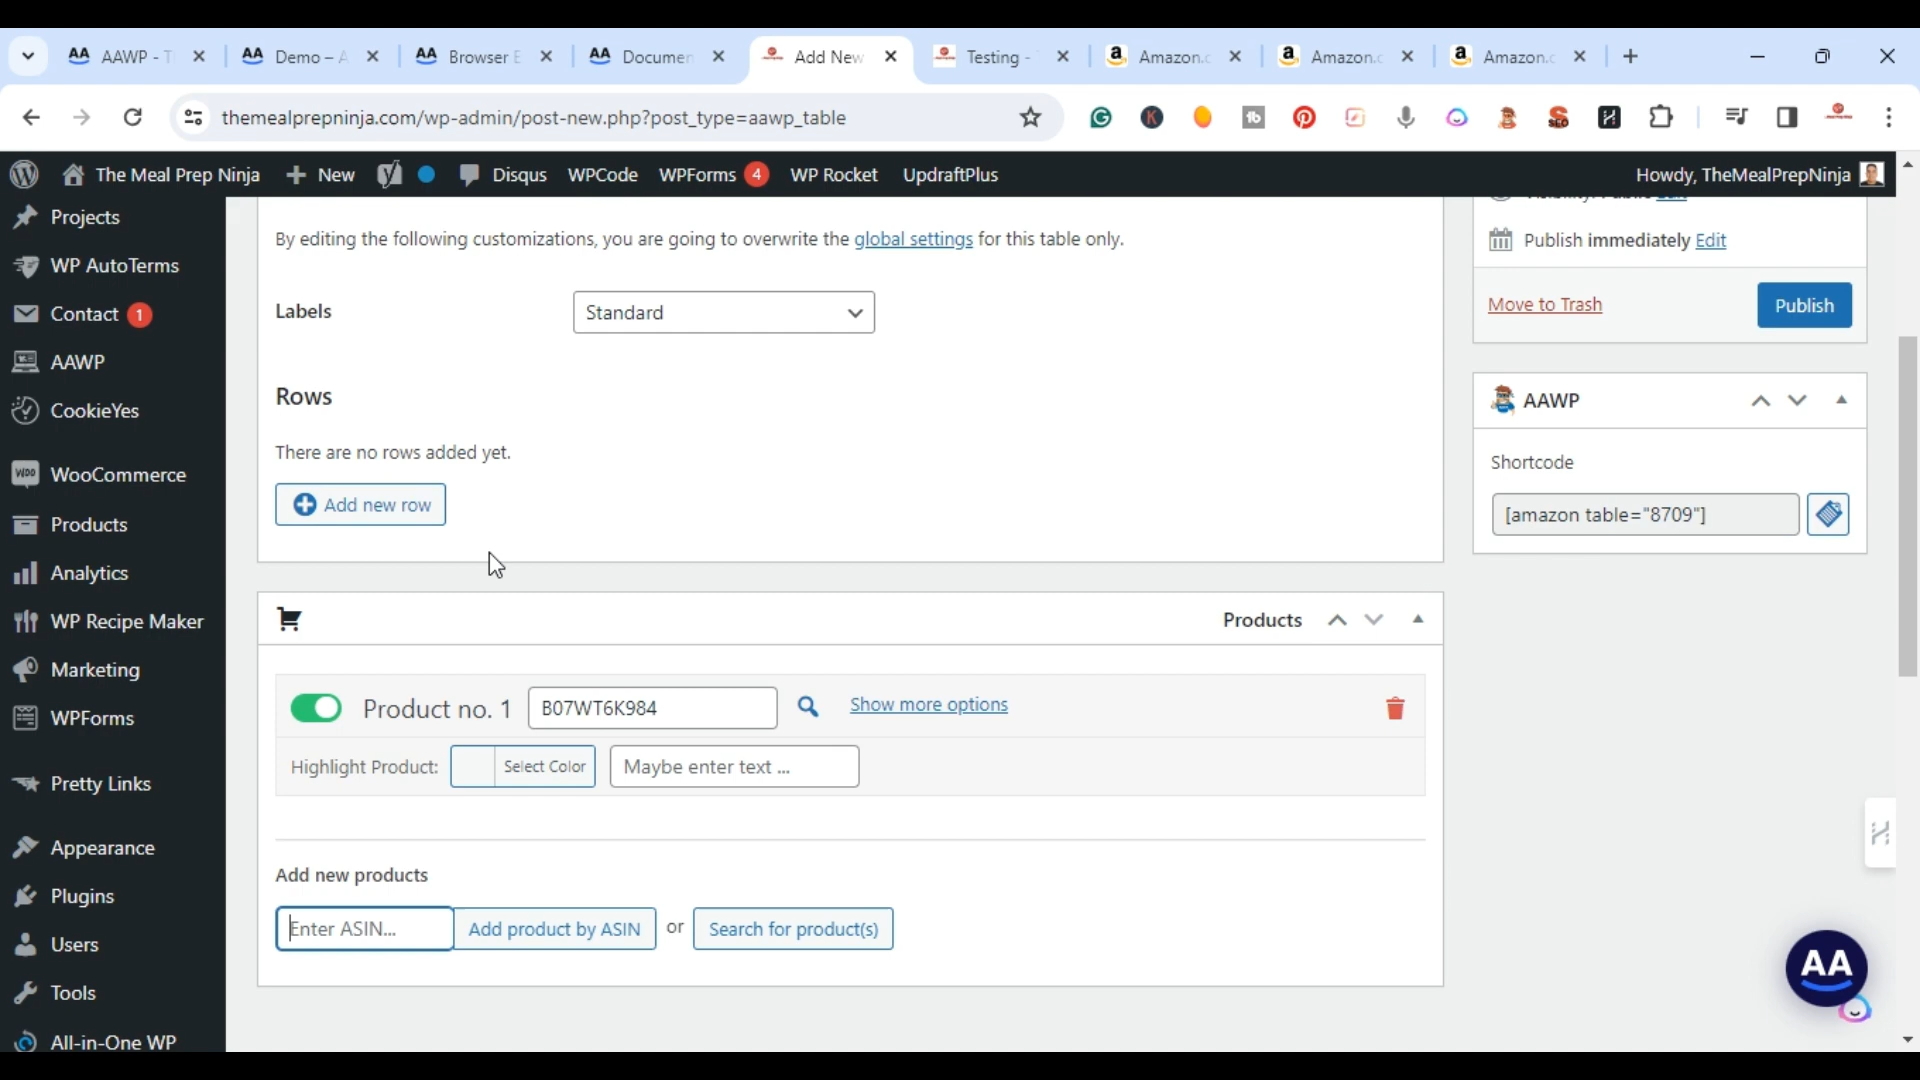 AAWP - T
Demo – A
Browser E
Documen
Add New
Testing -
Amazon.c
Amazon.c
Amazon.c
themealprepninja.com/wp-admin/post-new.php?post_type=aawp_table
The Meal Prep Ninja
New
Disqus
WPCode
WPForms 4
WP Rocket
UpdraftPlus
Howdy, TheMealPrepNinja
Projects
WP AutoTerms
Contact 1
AAWP
CookieYes
WooCommerce
Products
Analytics
WP Recipe Maker
Marketing
WPForms
Pretty Links
Appearance
Plugins
Users
Tools
All-in-One WP
By editing the following customizations, you are going to overwrite the global settings for this table only.
Labels
Standard
Rows
There are no rows added yet.
Add new row
Products
Product no. 1
B07WT6K984
Show more options
Highlight Product:
Select Color
Maybe enter text ...
Add new products
Enter ASIN...
Add product by ASIN
or
Search for product(s)
Publish immediately Edit
Move to Trash
Publish
AAWP
Shortcode
[amazon table="8709"]
AA